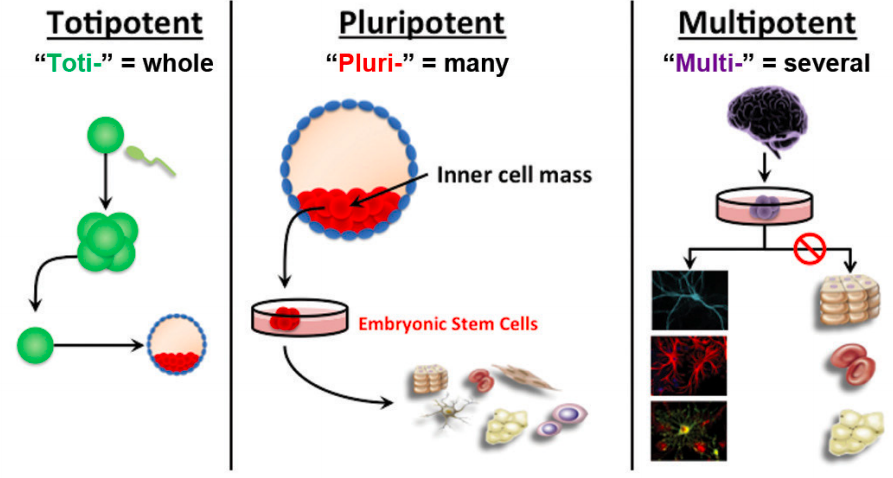 Totipotent
“Toti-” = whole
Pluripotent
“Pluri-” = many
Inner cell mass
Embryonic Stem Cells
Multipotent
“Multi-” = several